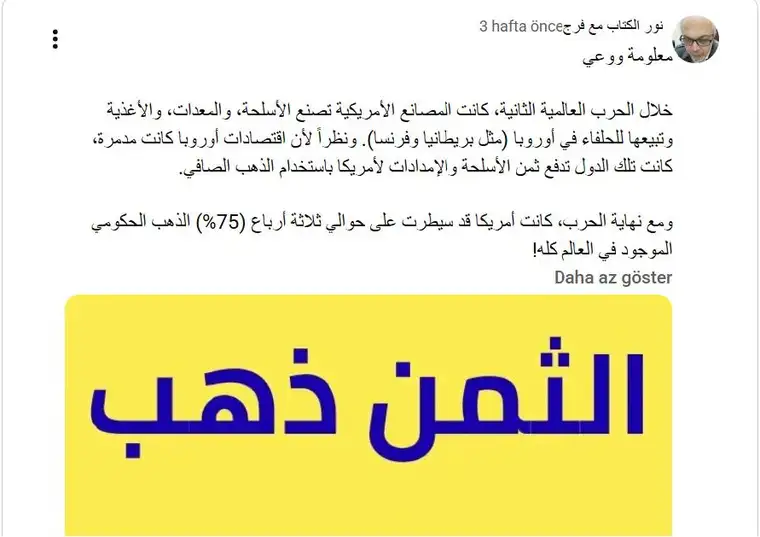 نور الكتاب مع فرج 3 hafta önce
معلومة ووعي
خلال الحرب العالمية الثانية، كانت المصانع الأمريكية تصنع الأسلحة، والمعدات، والأغذية
وتبيعها للحلفاء في أوروبا (مثل بريطانيا وفرنسا). ونظراً لأن اقتصادات أوروبا كانت مدمرة،
كانت تلك الدول تدفع ثمن الأسلحة والإمدادات لأمريكا باستخدام الذهب الصافي.
ومع نهاية الحرب، كانت أمريكا قد سيطرت على حوالي ثلاثة أرباع (75%) الذهب الحكومي
الموجود في العالم كله!
Daha az göster
الثمن ذهب